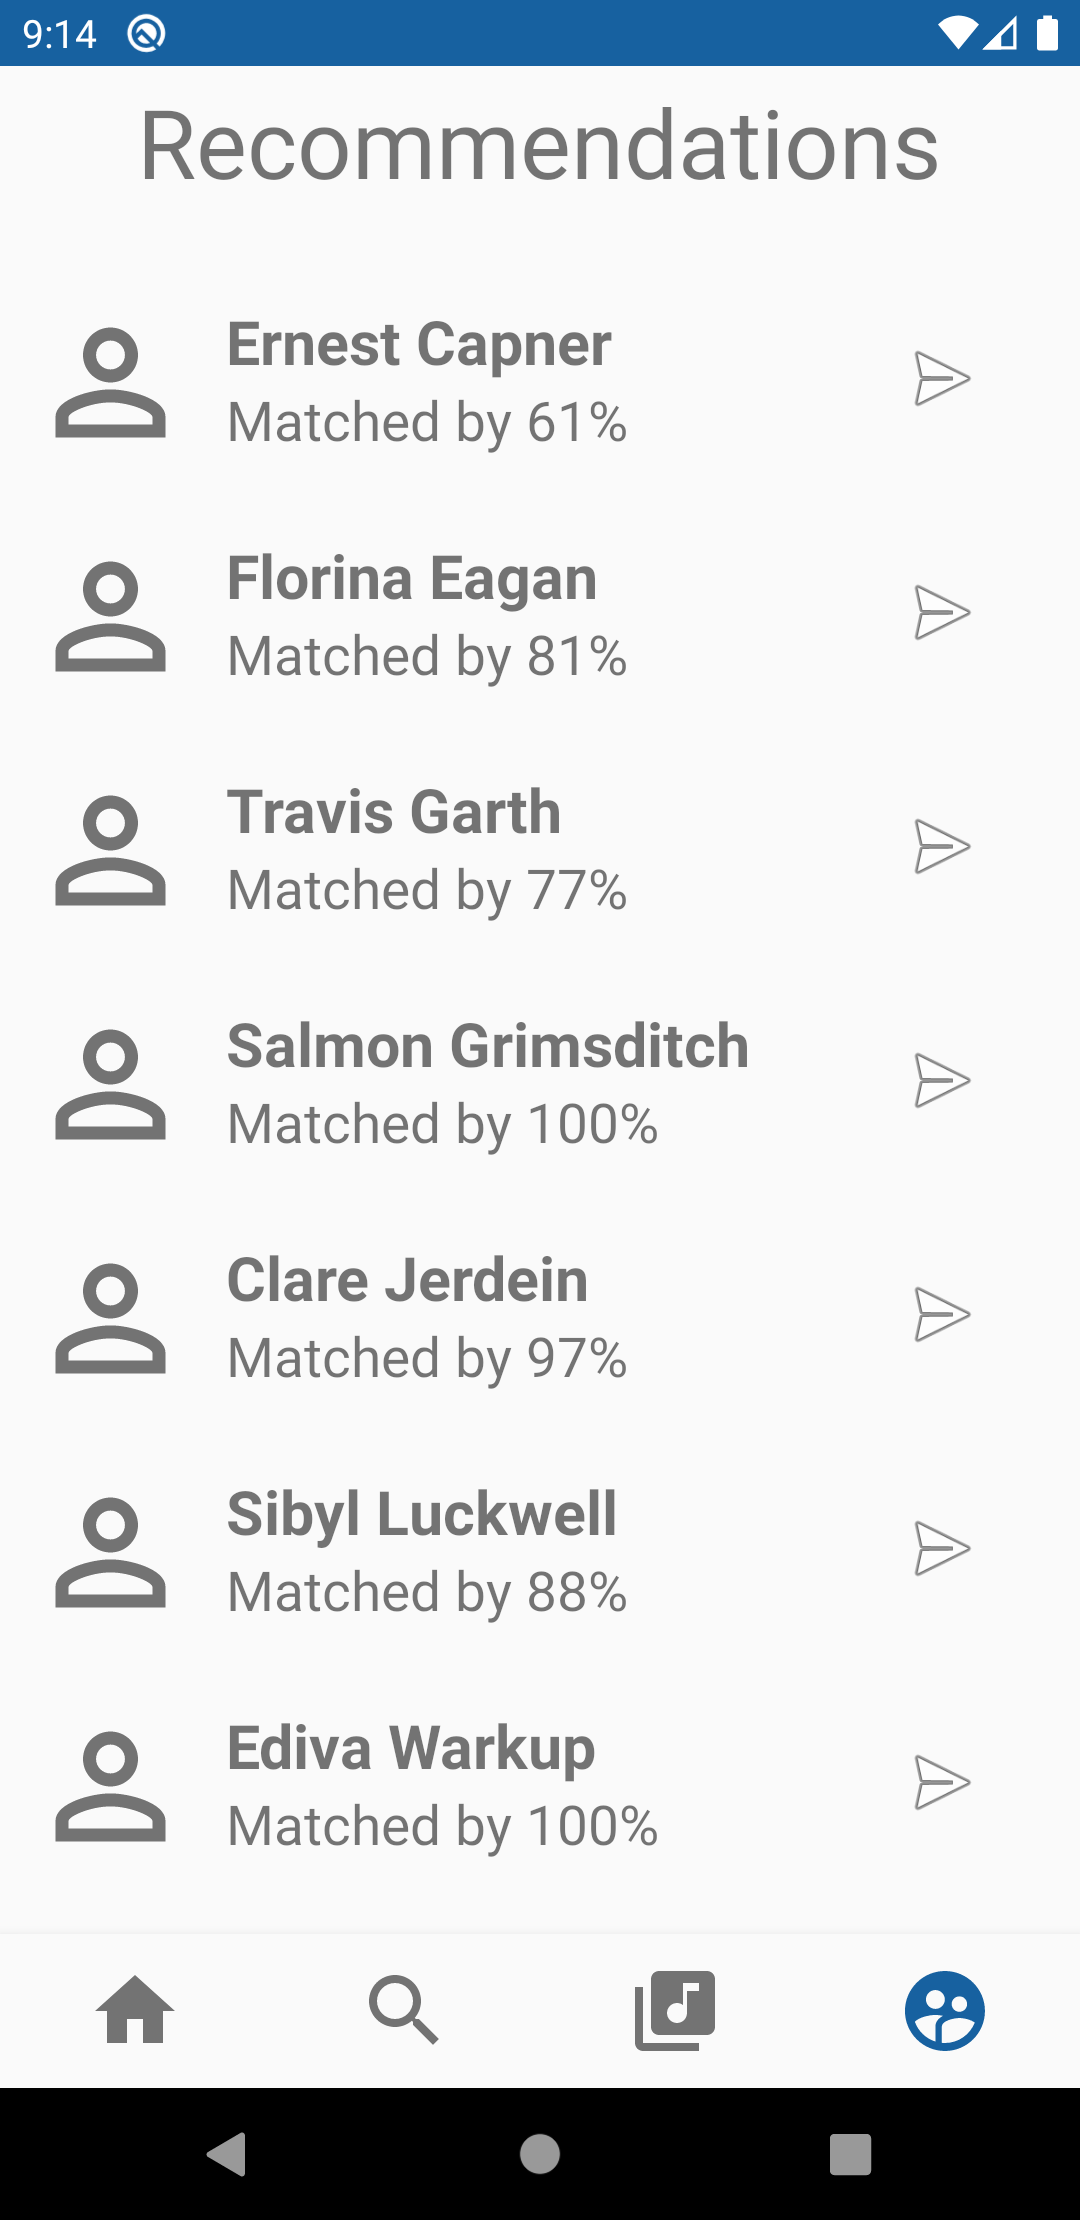 9:14
Recommendations
Ernest Capner
Matched by 61%
Florina Eagan
Matched by 81%
Travis Garth
Matched by 77%
Salmon Grimsditch
Matched by 100%
Clare Jerdein
Matched by 97%
Sibyl Luckwell
Matched by 88%
Ediva Warkup
Matched by 100%